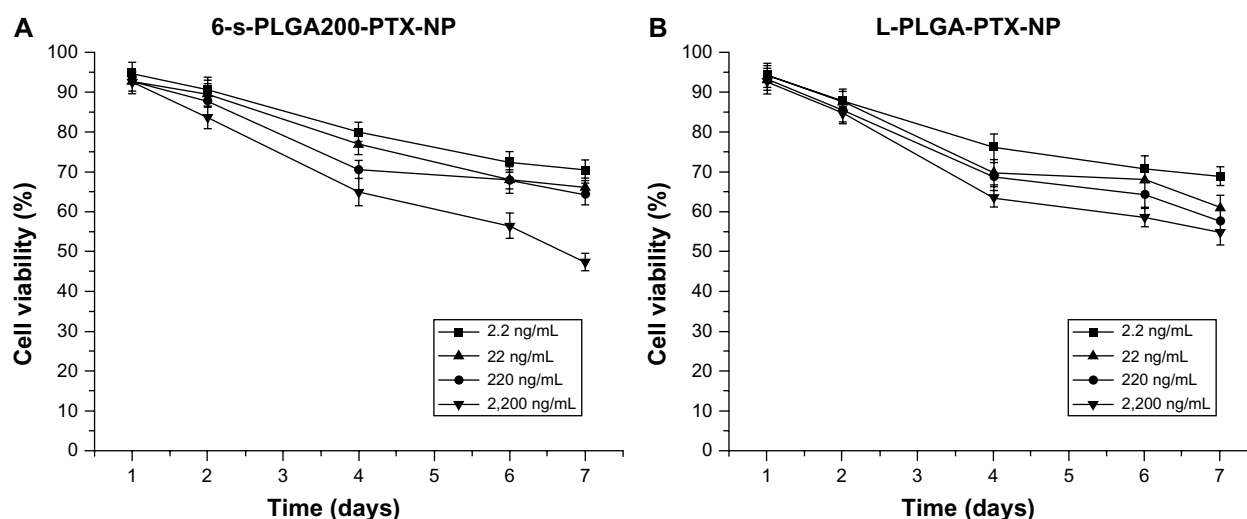 A
6-s-PLGA200-PTX-NP
100
90
80
70
60
50
40
30
20
10
0
Cell viability (%)
2.2 ng/mL
22 ng/mL
220 ng/mL
2,200 ng/mL
1 2 3 4 5 6 7
Time (days)
B
L-PLGA-PTX-NP
100
90
80
70
60
50
40
30
20
10
0
Cell viability (%)
2.2 ng/mL
22 ng/mL
220 ng/mL
2,200 ng/mL
1 2 3 4 5 6 7
Time (days)